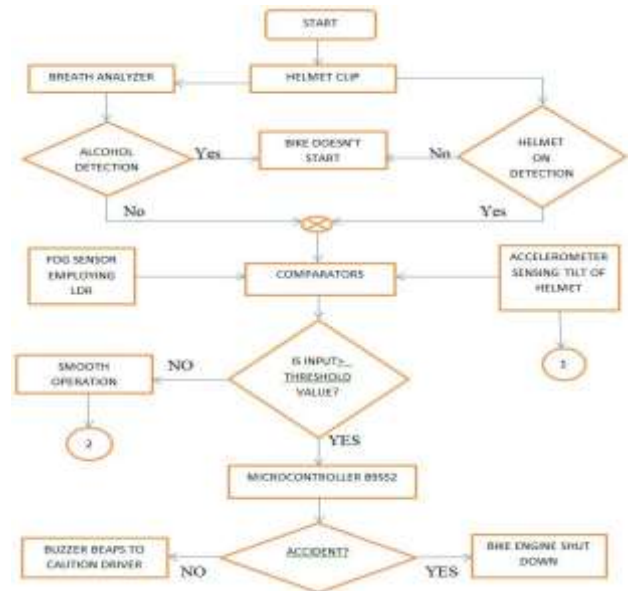 START
BREATH ANALYZER
HELMET CLIP
ALCOHOL
DETECTION
Yes
BIKE DOESN'T
START
No
HELMET
ON
DETECTION
No
Yes
FOG SENSOR
EMPLOYING
LDR
COMPARATORS
ACCELEROMETER
SENSING TILT OF
HELMET
1
SMOOTH
OPERATION
NO
IS INPUT>_
THRESHOLD
VALUE?
2
YES
MICROCONTROLLER 89S52
BUZZER BEAPS TO
CAUTION DRIVER
NO
ACCIDENT?
YES
BIKE ENGINE SHUT
DOWN